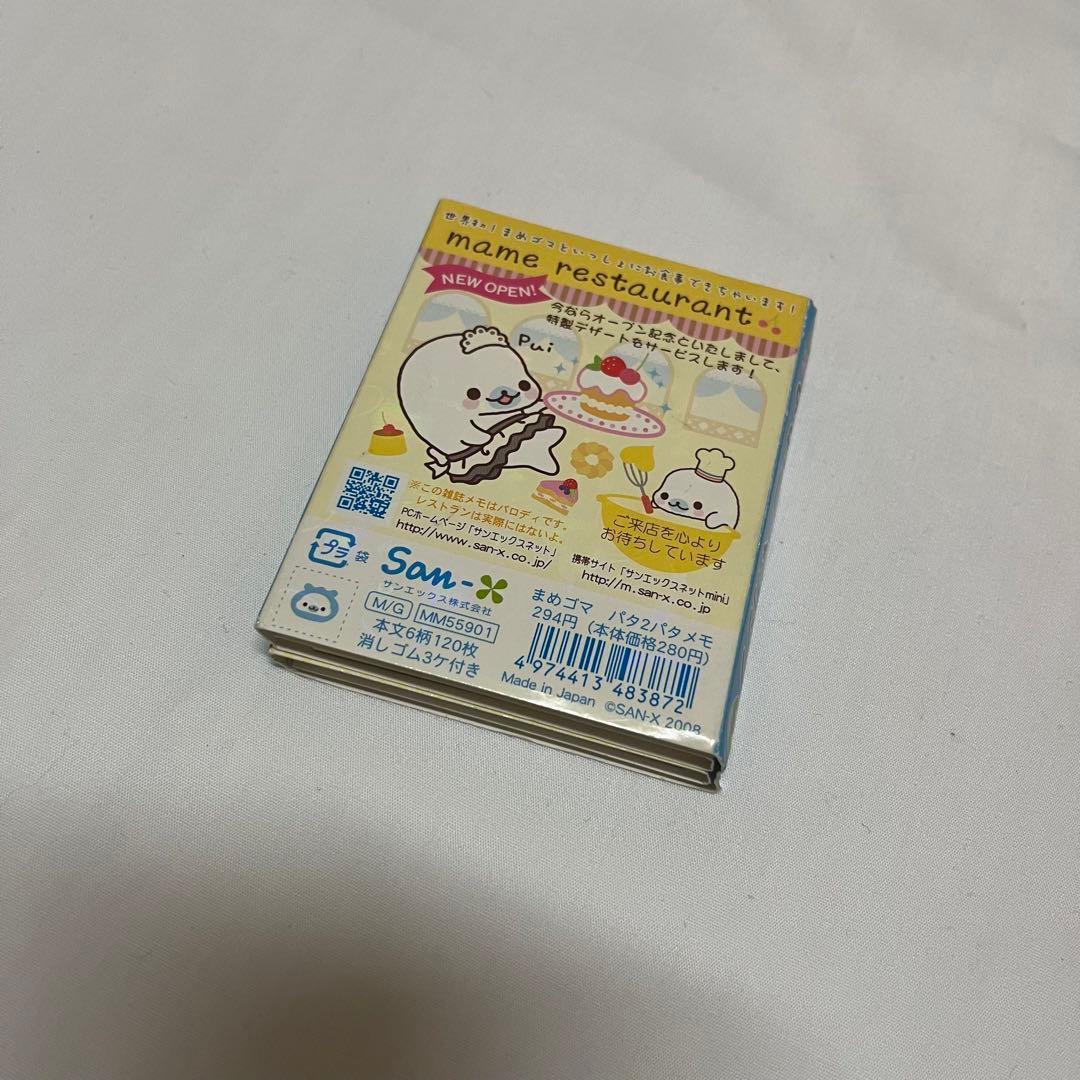 世界初！まめゴマといっしょにお食事できちゃいます！
mame restaurant
NEW OPEN!
今ならオープン記念といたしまして、
特製デザートをサービスします！
Pui
※この雑誌メモはパロディです。
レストランは実際にはないよ。
PCホームページ「サンエックスネット」
http://www.san-x.co.jp/
ご来店を心より
お待ちしています
携帯サイト「サンエックスネットmini」
http://m.san-x.co.jp
プラ 袋
San-X
サンエックス株式会社
M/G MM55901
本文6柄120枚
消しゴム3ケ付き
まめゴマ パタ2パタメモ
294円（本体価格280円）
4 974413 483872
Made in Japan ©SAN-X 2008